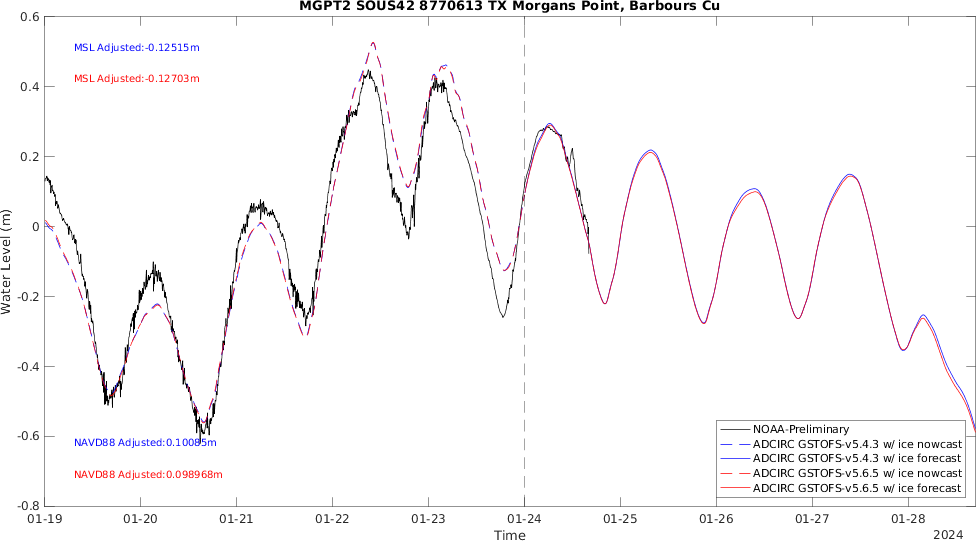 MGPT2 SOUS42 8770613 TX Morgans Point, Barbours Cu
0.6
0.4
0.2
0
-0.2
-0.4
-0.6
-0.8
Water Level (m)
MSL Adjusted:-0.12515m
MSL Adjusted:-0.12703m
NAVD88 Adjusted:0.10085m
NAVD88 Adjusted:0.098968m
NOAA-Preliminary
ADCIRC GSTOFS-v5.4.3 w/ ice nowcast
ADCIRC GSTOFS-v5.4.3 w/ ice forecast
ADCIRC GSTOFS-v5.6.5 w/ ice nowcast
ADCIRC GSTOFS-v5.6.5 w/ ice forecast
01-19 01-20 01-21 01-22 01-23 01-24 01-25 01-26 01-27 01-28
Time
2024